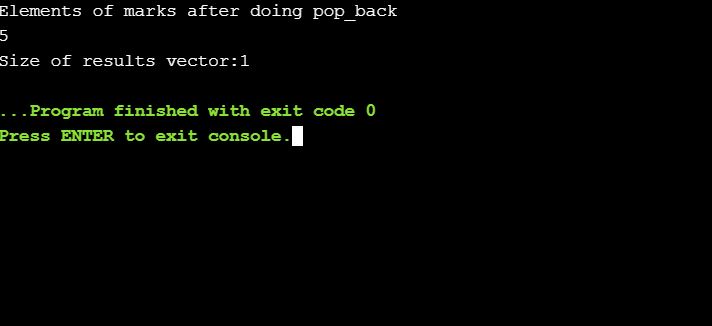 Elements of marks after doing pop_back
5
Size of results vector:1
...Program finished with exit code 0
Press ENTER to exit console.